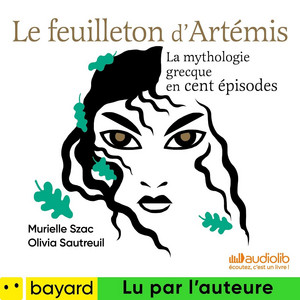 Le feuilleton d'Artémis
La mythologie
grecque
en cent épisodes
Murielle Szac
Olivia Sautreuil
audiolib
écoutez, c'est un livre !
bayard
Lu par l'auteure